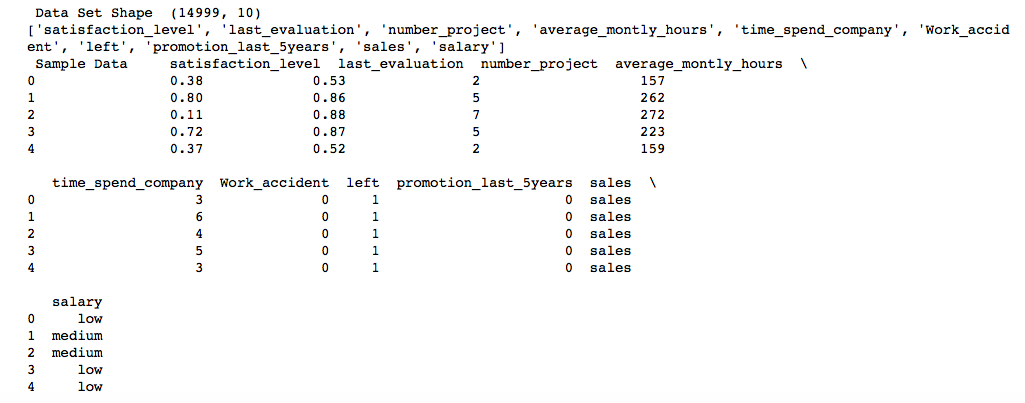 Data Set Shape  (14999, 10)
['satisfaction_level', 'last_evaluation', 'number_project', 'average_montly_hours', 'time_spend_company', 'Work_accid
ent', 'left', 'promotion_last_5years', 'sales', 'salary']
Sample Data     satisfaction_level  last_evaluation  number_project  average_montly_hours  \
0                0.38             0.53               2                   157
1                0.80             0.86               5                   262
2                0.11             0.88               7                   272
3                0.72             0.87               5                   223
4                0.37             0.52               2                   159
   time_spend_company  Work_accident  left  promotion_last_5years  sales  \
0                   3              0     1                      0  sales
1                   6              0     1                      0  sales
2                   4              0     1                      0  sales
3                   5              0     1                      0  sales
4                   3              0     1                      0  sales
   salary
0     low
1  medium
2  medium
3     low
4     low